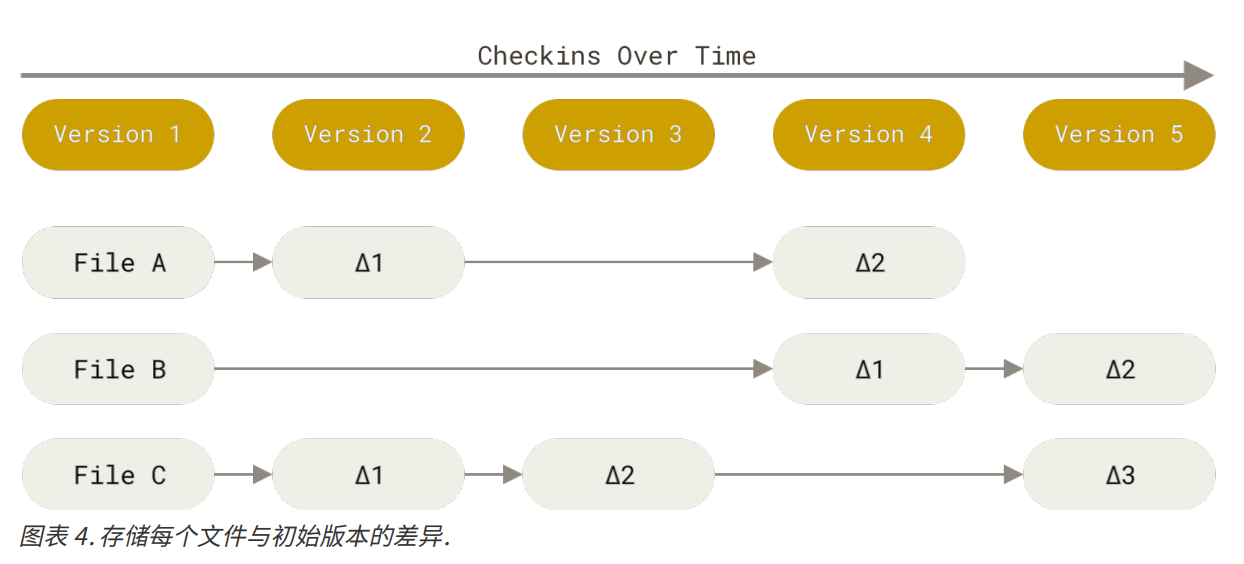 Checkins Over Time
Version 1 Version 2 Version 3 Version 4 Version 5
File A Δ1 Δ2
File B Δ1 Δ2
File C Δ1 Δ2 Δ3
图表 4. 存储每个文件与初始版本的差异.